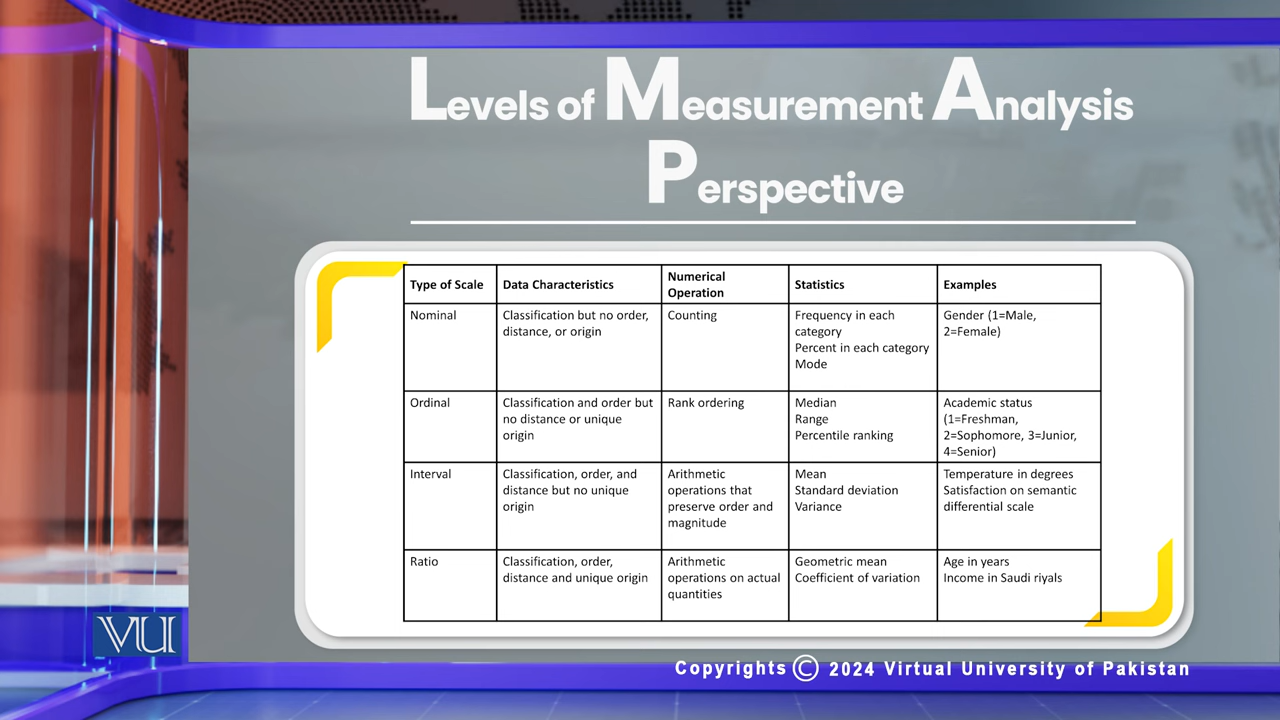 Levels of Measurement Analysis
Perspective
Type of Scale
Data Characteristics
Numerical
Operation
Statistics
Examples
Nominal
Classification but no order,
distance, or origin
Counting
Frequency in each
category
Percent in each category
Mode
Gender (1=Male,
2=Female)
Ordinal
Classification and order but
no distance or unique
origin
Rank ordering
Median
Range
Percentile ranking
Academic status
(1=Freshman,
2=Sophomore, 3=Junior,
4=Senior)
Interval
Classification, order, and
distance but no unique
origin
Arithmetic
operations that
preserve order and
magnitude
Mean
Standard deviation
Variance
Temperature in degrees
Satisfaction on semantic
differential scale
Ratio
Classification, order,
distance and unique origin
Arithmetic
operations on actual
quantities
Geometric mean
Coefficient of variation
Age in years
Income in Saudi riyals
VU
Copyrights © 2024 Virtual University of Pakistan